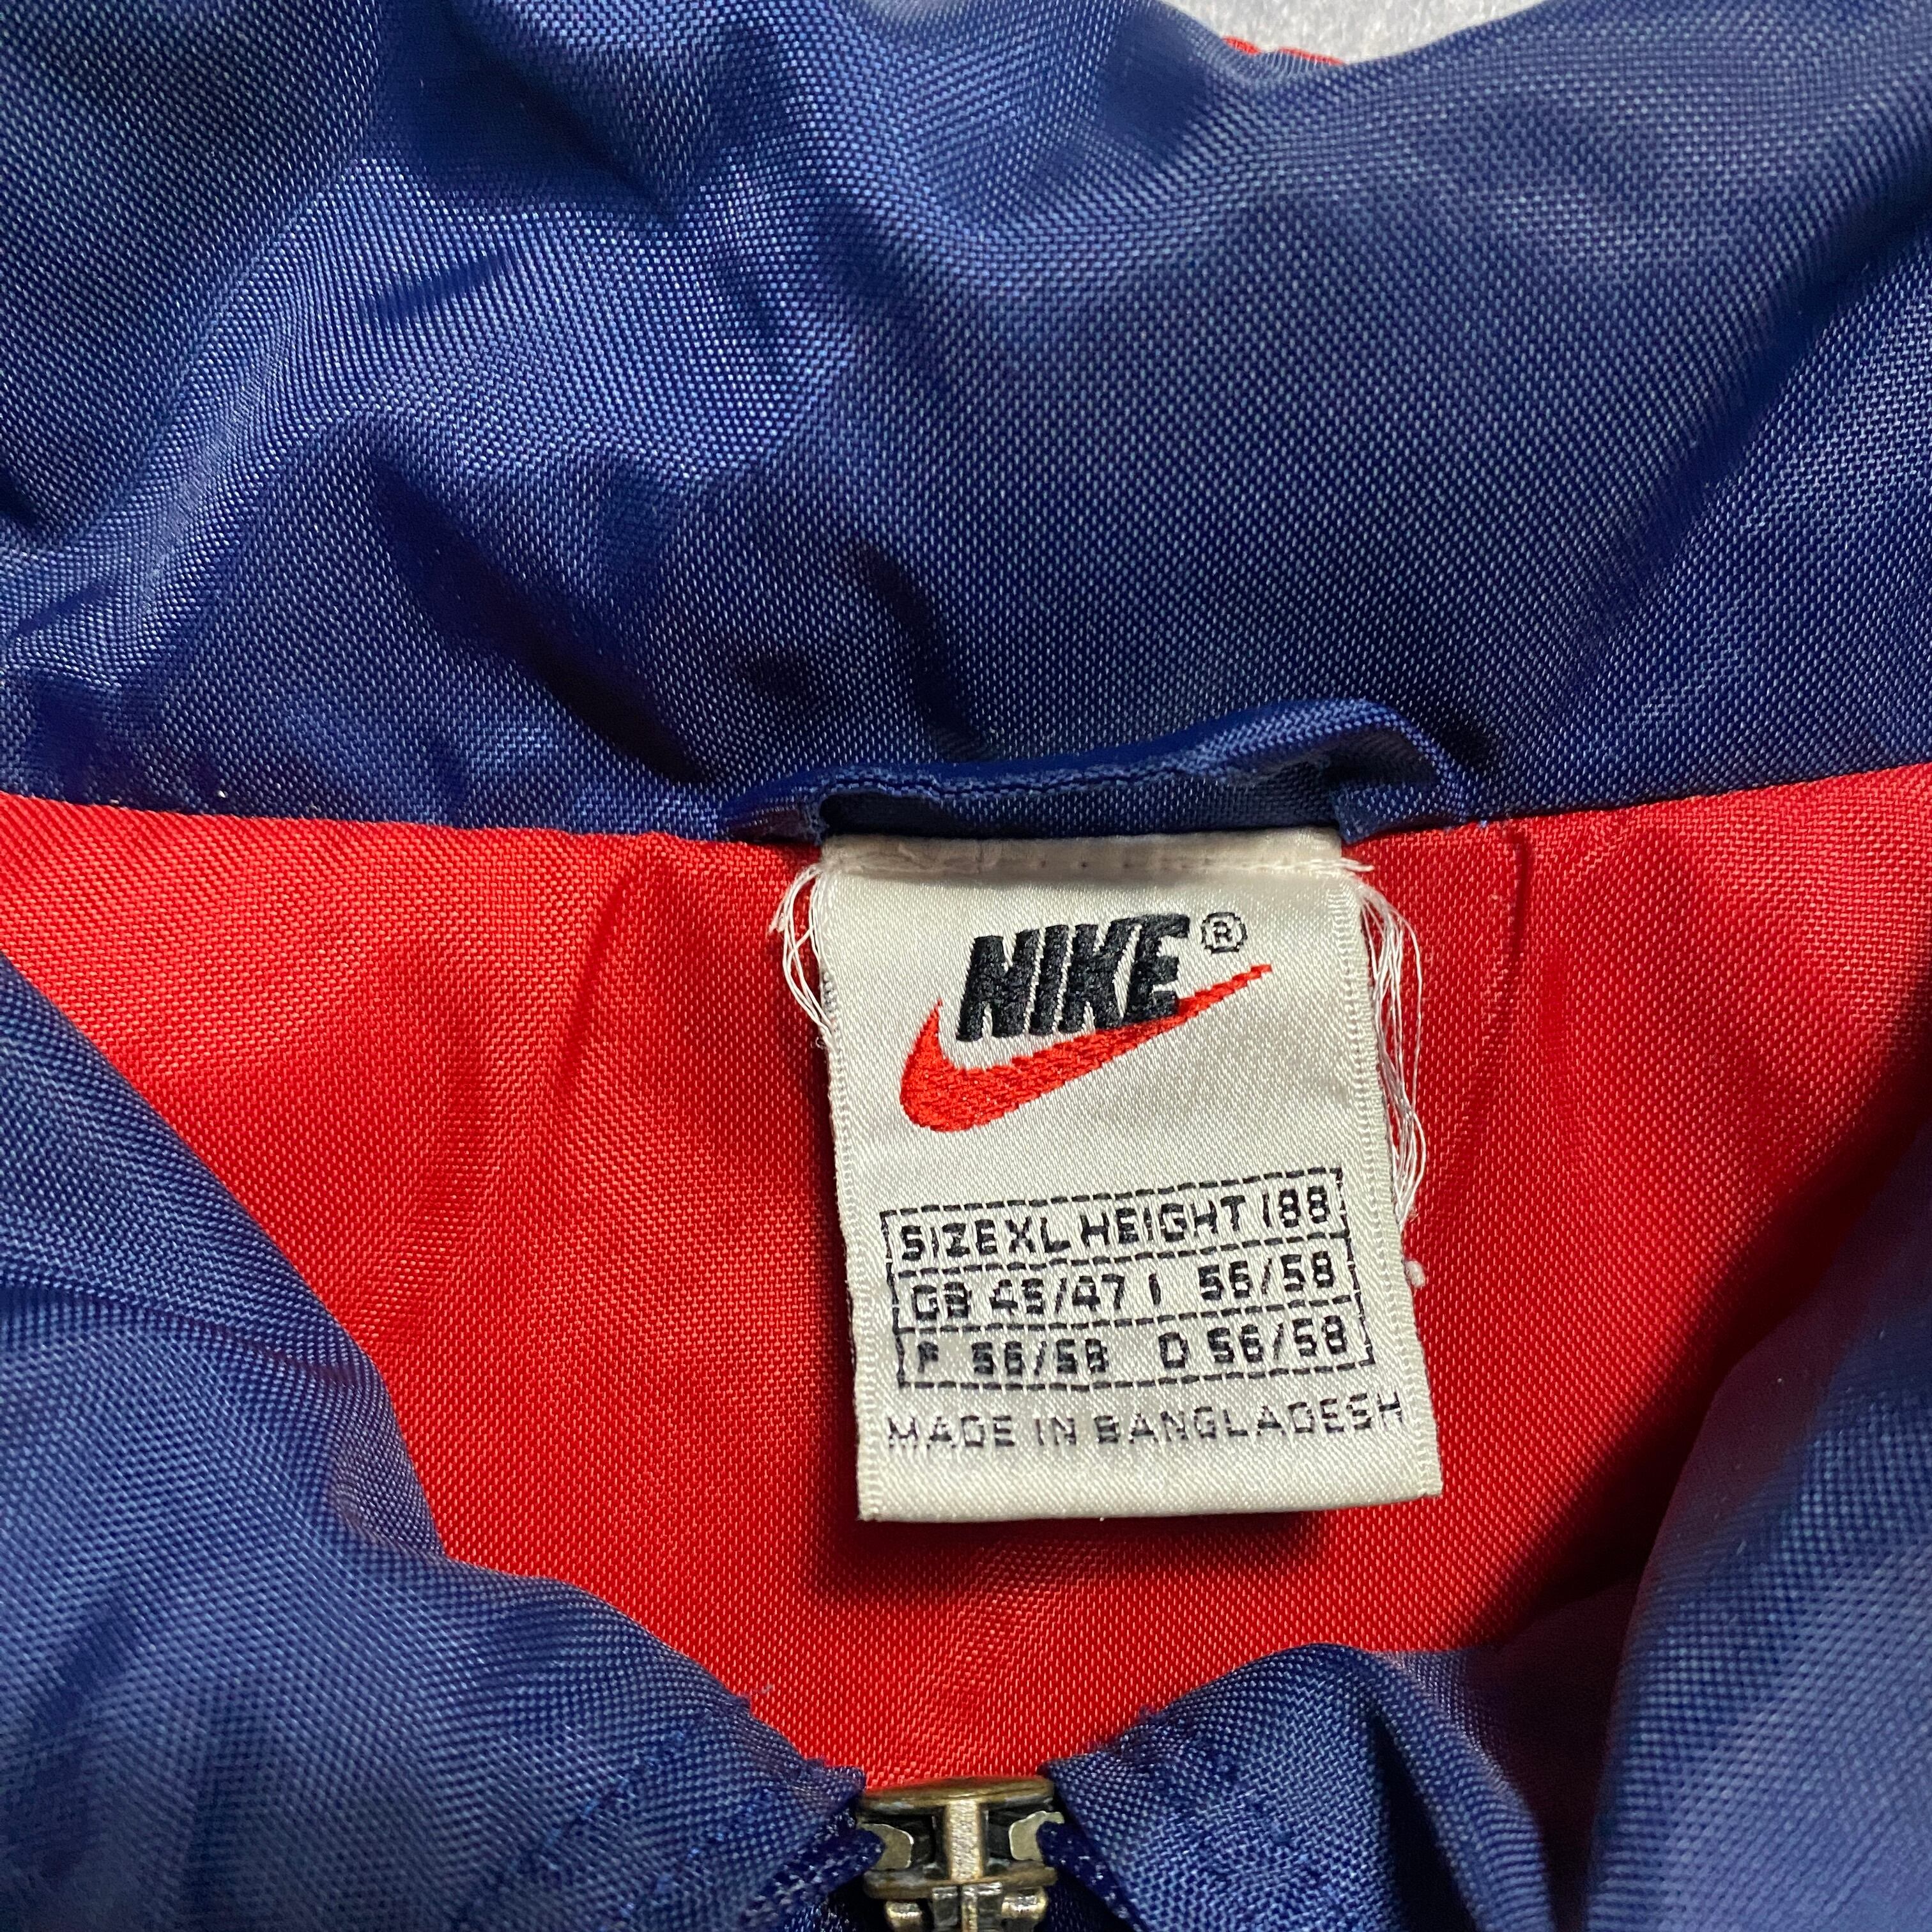 NIKE®
SIZE XL HEIGHT 188
GB 45/47 I 56/58
F 56/58 D 56/58
MADE IN BANGLADESH